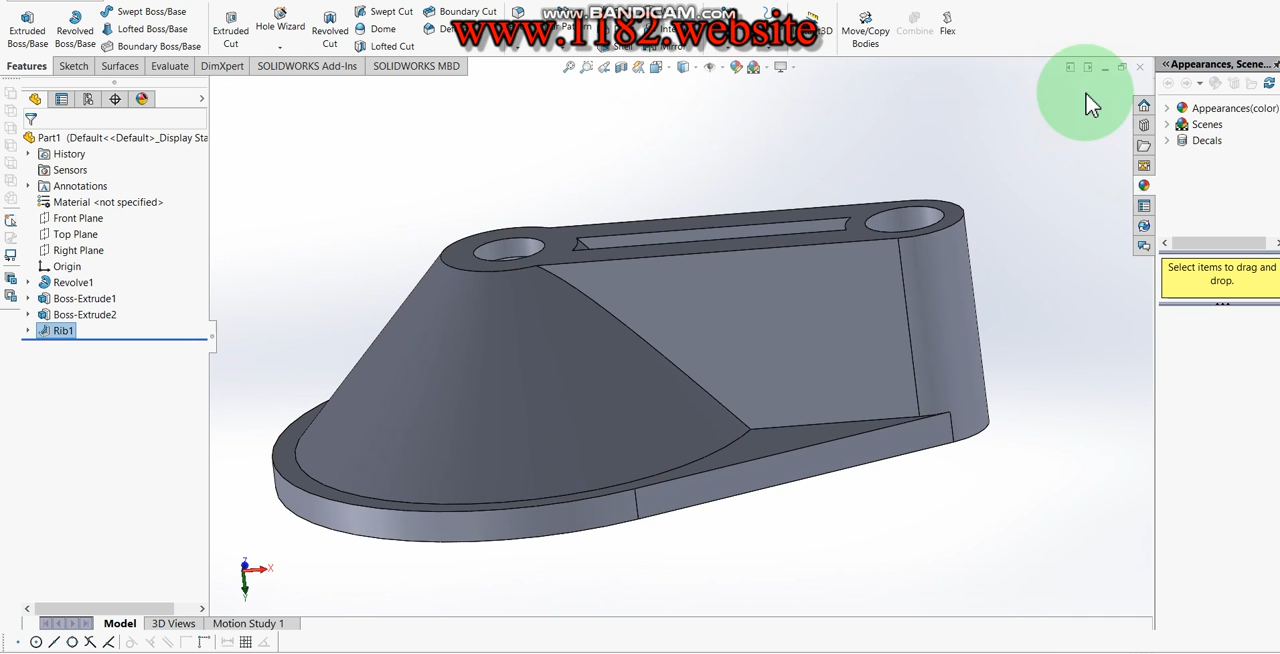 www.BANDICAM.com
www.1182.website
Extruded Boss/Base
Revolved Boss/Base
Swept Boss/Base
Lofted Boss/Base
Boundary Boss/Base
Extruded Cut
Hole Wizard
Revolved Cut
Swept Cut
Dome
Lofted Cut
Boundary Cut
Move/Copy Bodies
Combine
Flex
Features
Sketch
Surfaces
Evaluate
DimXpert
SOLIDWORKS Add-Ins
SOLIDWORKS MBD
Appearances, Scene...
Part1 (Default<<Default>_Display Sta
History
Sensors
Annotations
Material <not specified>
Front Plane
Top Plane
Right Plane
Origin
Revolve1
Boss-Extrude1
Boss-Extrude2
Rib1
Appearances(color)
Scenes
Decals
Select items to drag and
drop.
Z
X
Y
Model
3D Views
Motion Study 1